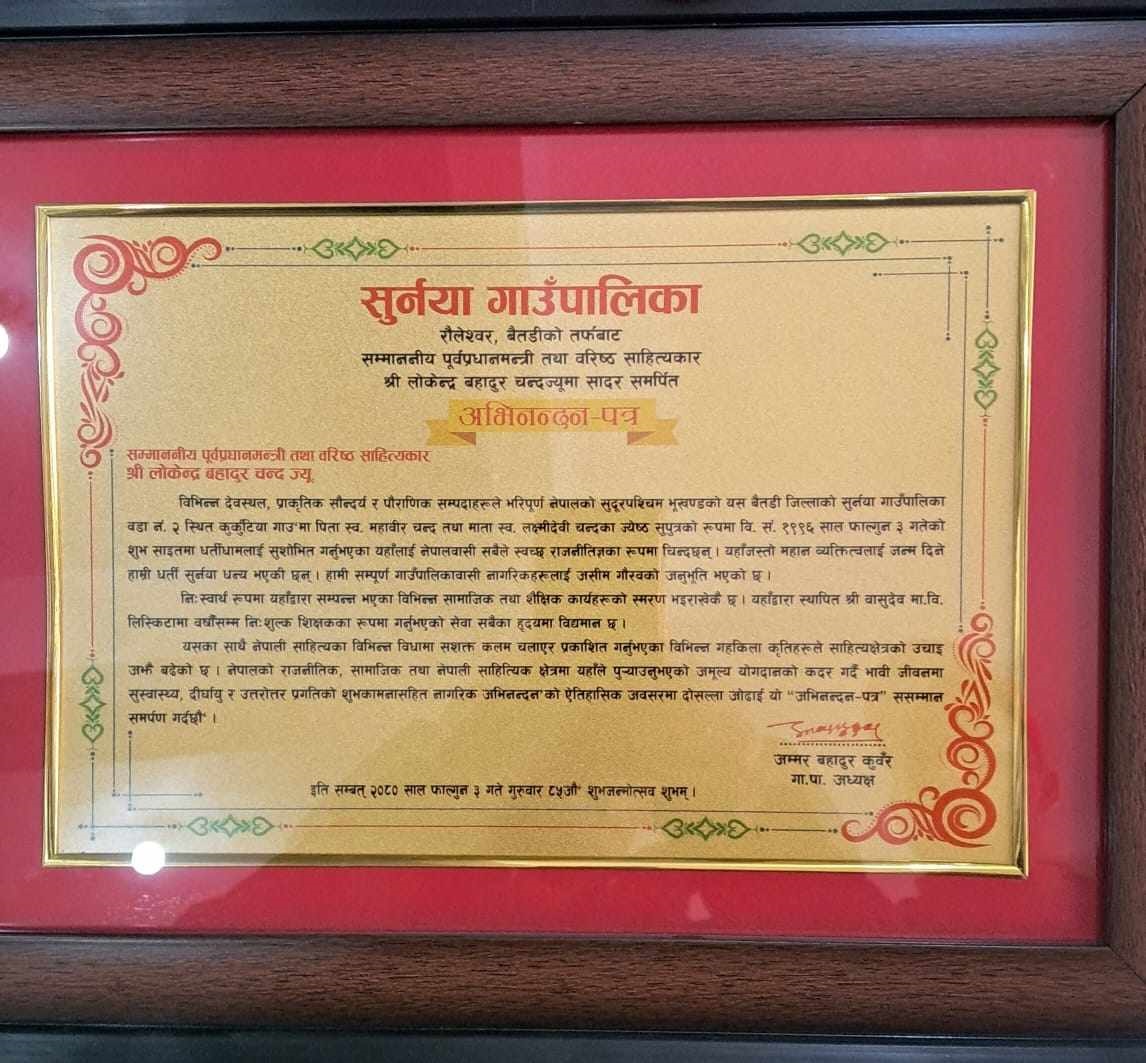 सुर्नया गाउँपालिका
रौलेश्वर, बैतडीको तर्फबाट
सम्माननीय पूर्वप्रधानमन्त्री तथा वरिष्ठ साहित्यकार
श्री लोकेन्द्र बहादुर चन्दज्यूमा सादर समर्पित
अभिनन्दन-पत्र
सम्माननीय पूर्वप्रधानमन्त्री तथा वरिष्ठ साहित्यकार
श्री लोकेन्द्र बहादुर चन्द ज्यू
विभिन्न देवस्थल, प्राकृतिक सौन्दर्य र पौराणिक सम्पदाहरूले भरिपूर्ण नेपालको सुदूरपश्चिम भूखण्डको यस बैतडी जिल्लाको सुर्नया गाउँपालिका
वडा नं. २ स्थित कुर्कुटिया गाउँमा पिता स्व. महावीर चन्द तथा माता स्व. लक्ष्मीदेवी चन्दका ज्येष्ठ सुपुत्रको रूपमा वि. सं. १९९६ साल फाल्गुन ३ गतेको
शुभ साइतमा धर्तीधामलाई सुशोभित गर्नुभएका यहाँलाई नेपालवासी सबैले स्वच्छ राजनीतिज्ञका रूपमा चिन्दछन् । यहाँजस्तो महान व्यक्तित्वलाई जन्म दिने
हाम्री धर्ती सुर्नया धन्य भएकी छन् । हामी सम्पूर्ण गाउँपालिकावासी नागरिकहरूलाई असीम गौरवको अनुभूति भएको छ ।
निःस्वार्थ रूपमा यहाँद्वारा सम्पन्न भएका विभिन्न सामाजिक तथा शैक्षिक कार्यहरूको स्मरण भइराखेकै छ । यहाँद्वारा स्थापित श्री वासुदेव मा.वि.
लिस्किटामा वर्षौंसम्म निःशुल्क शिक्षकका रूपमा गर्नुभएको सेवा सबैका हृदयमा विद्यमान छ ।
यसका साथै नेपाली साहित्यका विभिन्न विधामा सशक्त कलम चलाएर प्रकाशित गर्नुभएका विभिन्न गहकिला कृतिहरूले साहित्यक्षेत्रको उचाइ
अझै बढेको छ । नेपालको राजनीतिक, सामाजिक तथा नेपाली साहित्यिक क्षेत्रमा यहाँले पुऱ्याउनुभएको अमूल्य योगदानको कदर गर्दै भावी जीवनमा
सुस्वास्थ्य, दीर्घायु र उतरोत्तर प्रगतिको शुभकामनासहित नागरिक अभिनन्दनको ऐतिहासिक अवसरमा दोसल्ला ओढाई यो “अभिनन्दन-पत्र” ससम्मान
समर्पण गर्दछौं ।
जम्मर बहादुर कुवँर
गा.पा. अध्यक्ष
इति सम्बत् २०८० साल फाल्गुन ३ गते गुरुवार ८५औं शुभजन्मोत्सव शुभम् ।